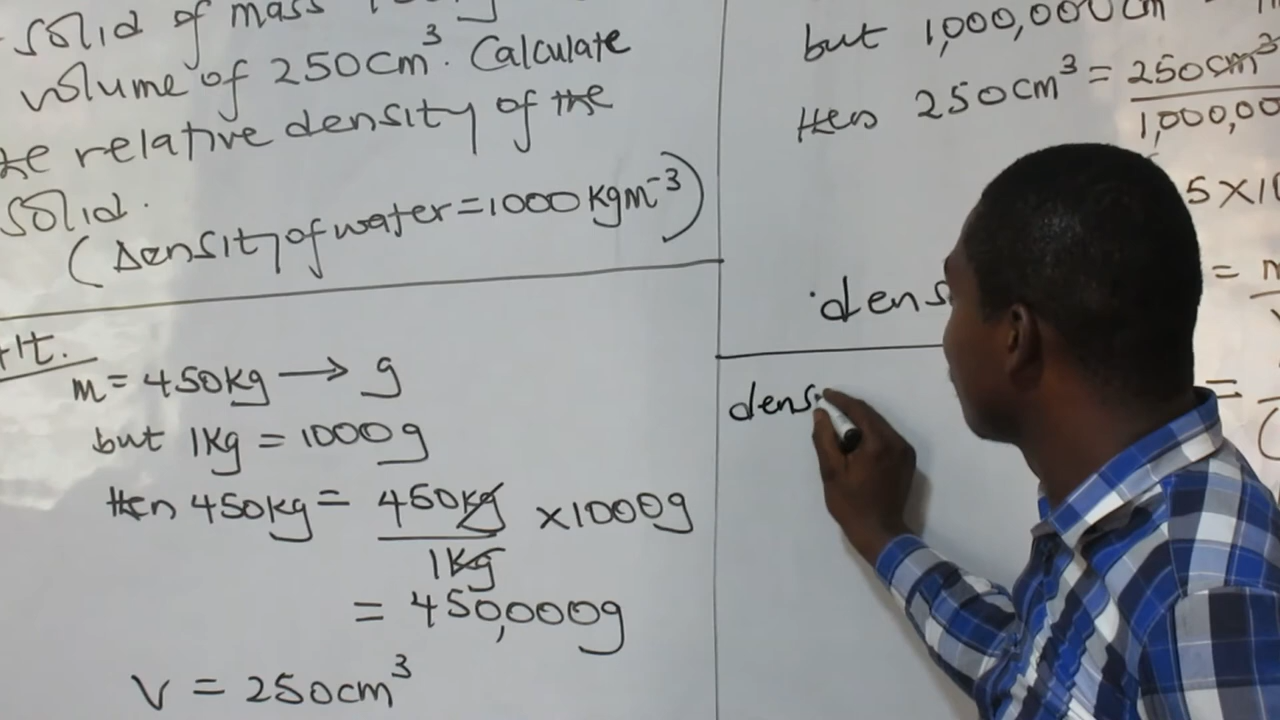 solid of mass
volume of 250cm³. Calculate
the relative density of the
solid.
(Density of water = 1000 kgm⁻³)
m = 450kg → g
but 1kg = 1000g
then 450kg = 450kg/1kg × 1000g
= 450,000g
V = 250cm³
but 1,000,000cm
then 250cm³ = 250cm³/1,000,00
5 × 10
= m
dens
dens
=